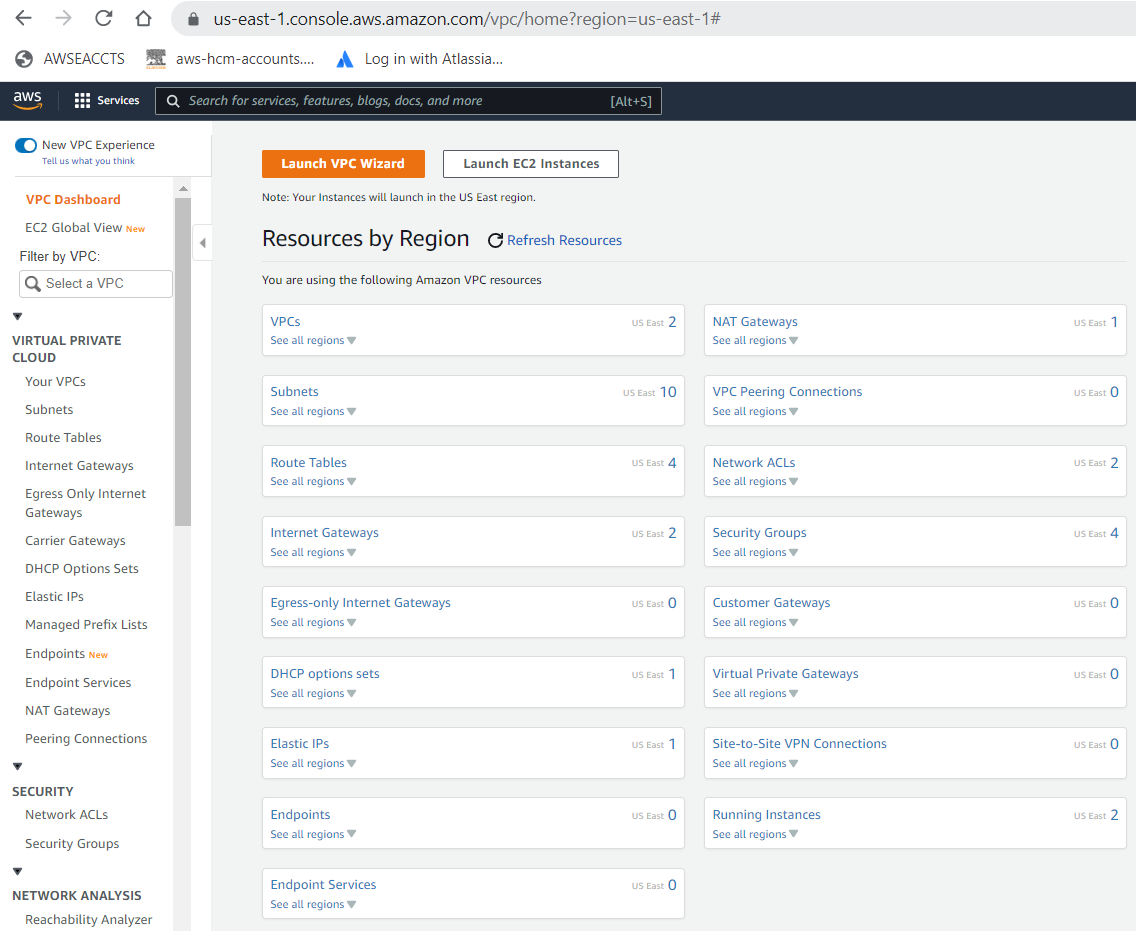 us-east-1.console.aws.amazon.com/vpc/home?region=us-east-1#
AWSEACCTS
aws-hcm-accounts....
Log in with Atlassia...
aws
Services
Search for services, features, blogs, docs, and more
[Alt+S]
New VPC Experience
Tell us what you think
VPC Dashboard
EC2 Global View New
Filter by VPC:
Select a VPC
VIRTUAL PRIVATE
CLOUD
Your VPCs
Subnets
Route Tables
Internet Gateways
Egress Only Internet
Gateways
Carrier Gateways
DHCP Options Sets
Elastic IPs
Managed Prefix Lists
Endpoints New
Endpoint Services
NAT Gateways
Peering Connections
SECURITY
Network ACLs
Security Groups
NETWORK ANALYSIS
Reachability Analyzer
Launch VPC Wizard
Launch EC2 Instances
Note: Your Instances will launch in the US East region.
Resources by Region
Refresh Resources
You are using the following Amazon VPC resources
VPCs US East 2
See all regions
NAT Gateways US East 1
See all regions
Subnets US East 10
See all regions
VPC Peering Connections US East 0
See all regions
Route Tables US East 4
See all regions
Network ACLs US East 2
See all regions
Internet Gateways US East 2
See all regions
Security Groups US East 4
See all regions
Egress-only Internet Gateways US East 0
See all regions
Customer Gateways US East 0
See all regions
DHCP options sets US East 1
See all regions
Virtual Private Gateways US East 0
See all regions
Elastic IPs US East 1
See all regions
Site-to-Site VPN Connections US East 0
See all regions
Endpoints US East 0
See all regions
Running Instances US East 2
See all regions
Endpoint Services US East 0
See all regions